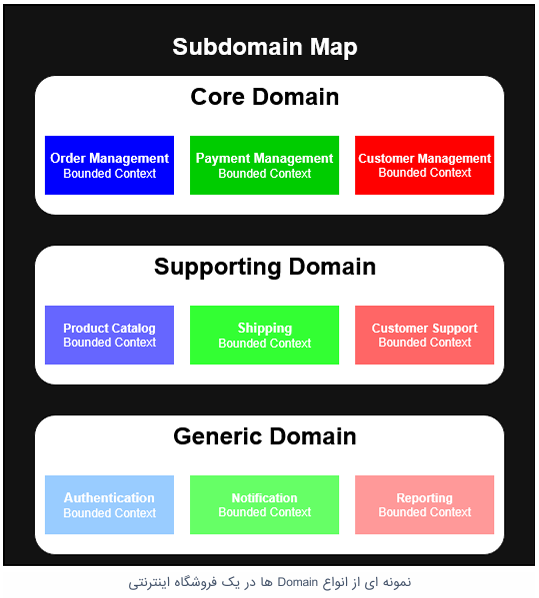 Subdomain Map
Core Domain
Order Management
Bounded Context
Payment Management
Bounded Context
Customer Management
Bounded Context
Supporting Domain
Product Catalog
Bounded Context
Shipping
Bounded Context
Customer Support
Bounded Context
Generic Domain
Authentication
Bounded Context
Notification
Bounded Context
Reporting
Bounded Context
نمونه ای از انواع Domain ها در یک فروشگاه اینترنتی